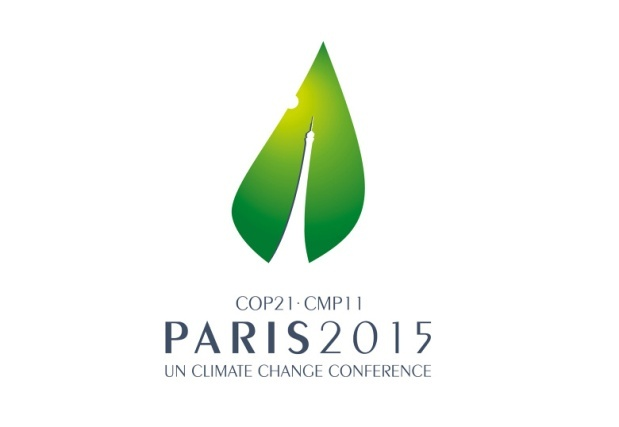 COP21·CMP11
PARIS2015
UN CLIMATE CHANGE CONFERENCE